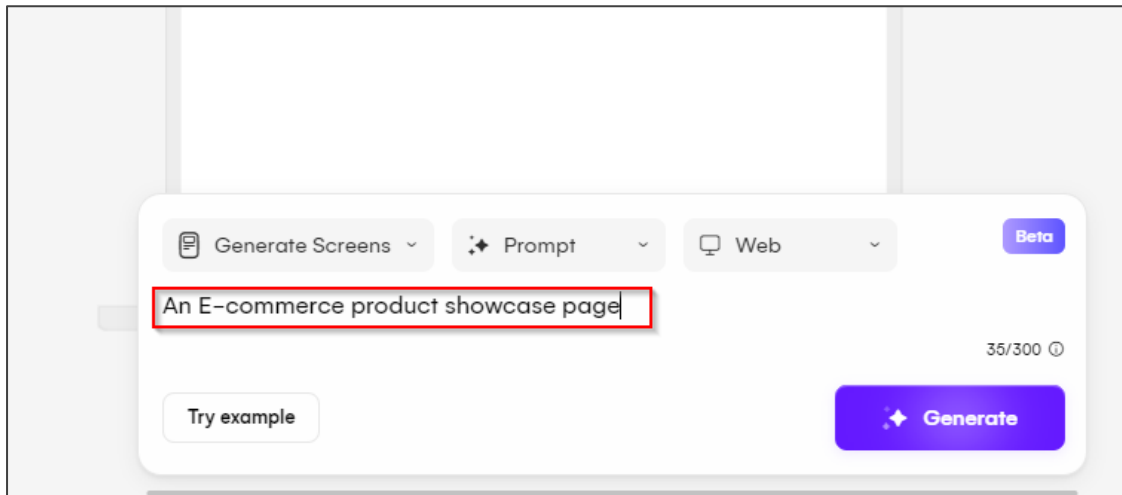 Generate Screens
Prompt
Web
Beta
An E-commerce product showcase page
35/300
Try example
Generate